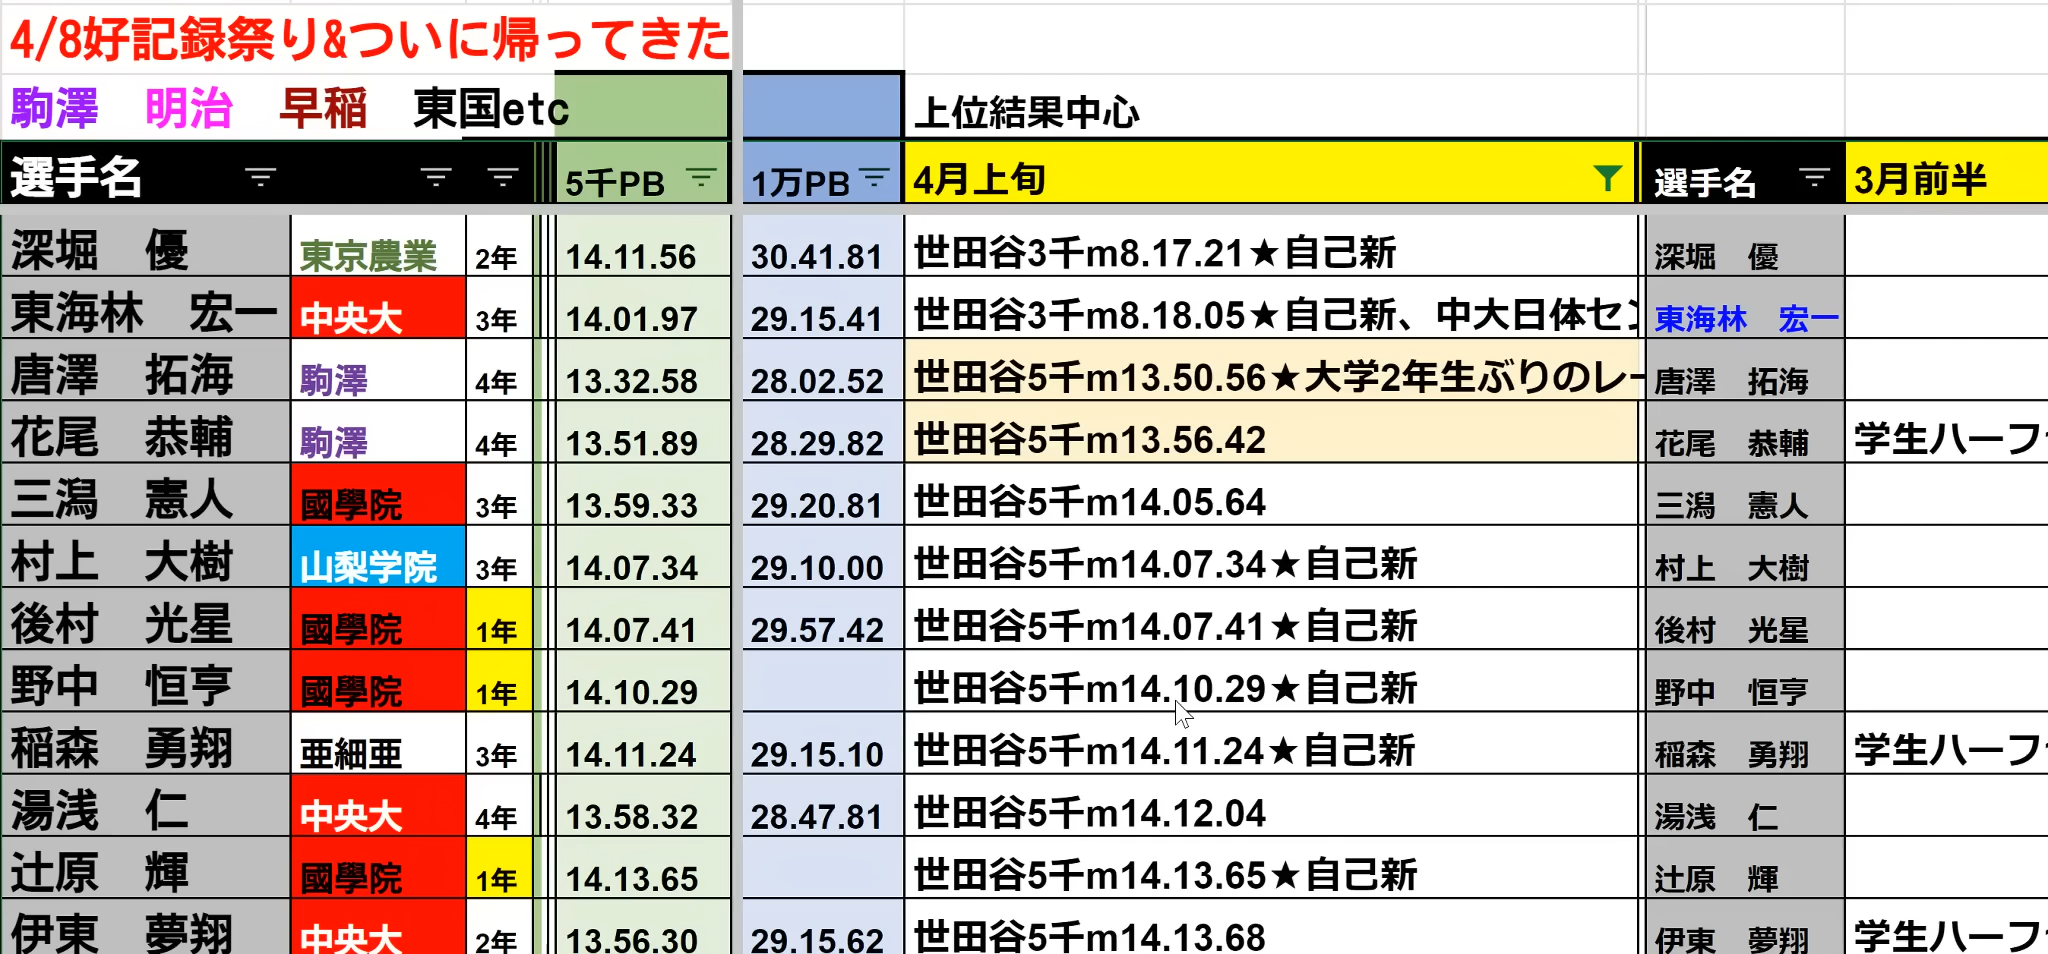 4/8好記録祭り&ついに帰ってきた
駒澤　明治　早稲　東国etc
上位結果中心
選手名 5千PB 1万PB 4月上旬 選手名 3月前半
深堀　優 東京農業 2年 14.11.56 30.41.81 世田谷3千m8.17.21★自己新 深堀　優
東海林　宏一 中央大 3年 14.01.97 29.15.41 世田谷3千m8.18.05★自己新、中大日体セン 東海林　宏一
唐澤　拓海 駒澤 4年 13.32.58 28.02.52 世田谷5千m13.50.56★大学2年生ぶりのレー 唐澤　拓海
花尾　恭輔 駒澤 4年 13.51.89 28.29.82 世田谷5千m13.56.42 花尾　恭輔 学生ハーフ
三潟　憲人 國學院 3年 13.59.33 29.20.81 世田谷5千m14.05.64 三潟　憲人
村上　大樹 山梨学院 3年 14.07.34 29.10.00 世田谷5千m14.07.34★自己新 村上　大樹
後村　光星 國學院 1年 14.07.41 29.57.42 世田谷5千m14.07.41★自己新 後村　光星
野中　恒亨 國學院 1年 14.10.29 世田谷5千m14.10.29★自己新 野中　恒亨
稲森　勇翔 亜細亜 3年 14.11.24 29.15.10 世田谷5千m14.11.24★自己新 稲森　勇翔 学生ハーフ
湯浅　仁 中央大 4年 13.58.32 28.47.81 世田谷5千m14.12.04 湯浅　仁
辻原　輝 國學院 1年 14.13.65 世田谷5千m14.13.65★自己新 辻原　輝
伊東　夢翔 中央大 2年 13.56.30 29.15.62 世田谷5千m14.13.68 伊東　夢翔 学生ハーフ